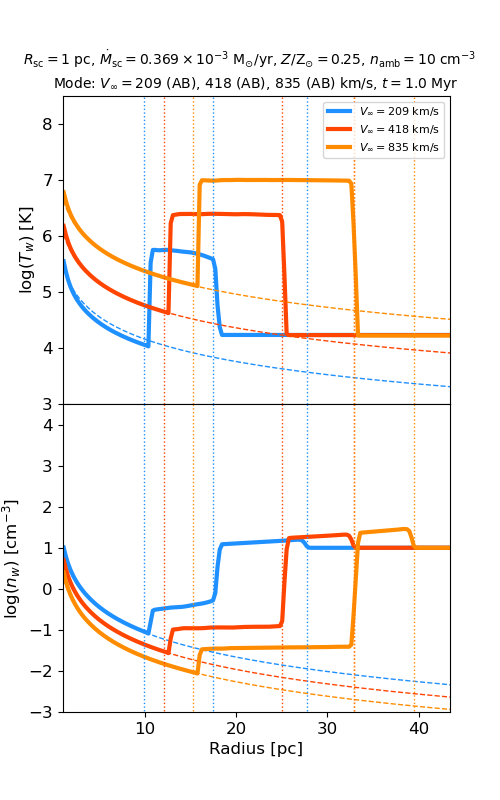 R_sc = 1 pc, Ṁ_sc = 0.369 × 10⁻³ M_⊙/yr, Z/Z_⊙ = 0.25, n_amb = 10 cm⁻³
Mode: V_∞ = 209 (AB), 418 (AB), 835 (AB) km/s, t = 1.0 Myr
V_∞ = 209 km/s
V_∞ = 418 km/s
V_∞ = 835 km/s
log(T_w) [K]
8
7
6
5
4
3
log(n_w) [cm⁻³]
4
3
2
1
0
−1
−2
−3
10 20 30 40
Radius [pc]